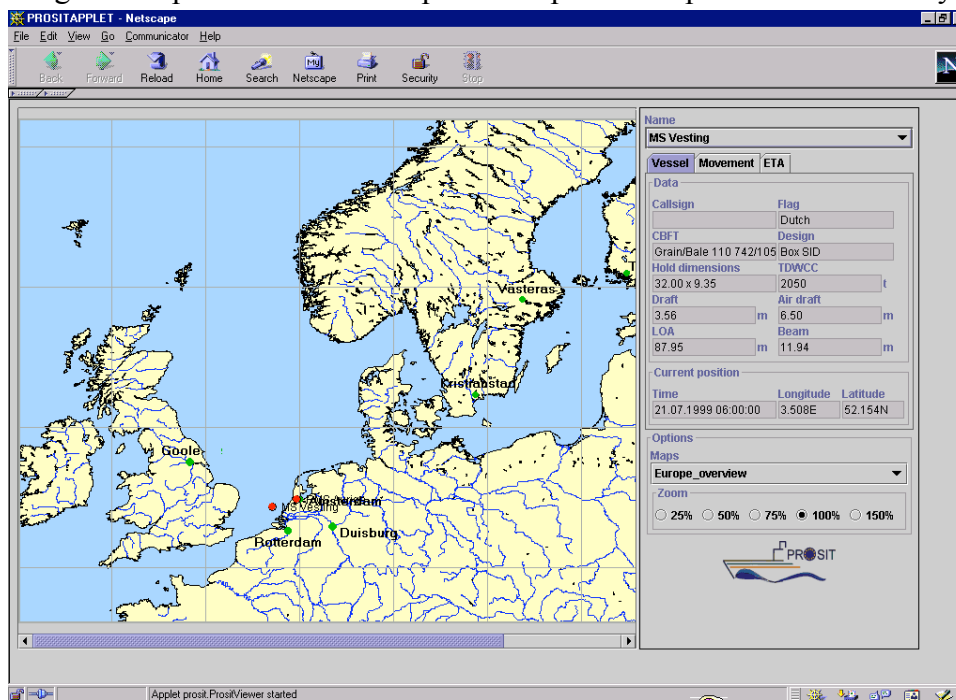 PROSITAPPLET - Netscape
File Edit View Go Communicator Help
Back Forward Reload Home Search Netscape Print Security Stop
My
N
Name
MS Vesting
Vessel Movement ETA
Data
Callsign Flag
Dutch
CBFT Design
Grain/Bale 110 742/105 Box SID
Hold dimensions TDWCC
32.00 x 9.35 2050 t
Draft Air draft
3.56 m 6.50 m
LOA Beam
87.95 m 11.94 m
Current position
Time Longitude Latitude
21.07.1999 06:00:00 3.508E 52.154N
Options
Maps
Europe_overview
Zoom
25% 50% 75% 100% 150%
PROSIT
T
Västeras
Kristianstad
Goole
Amsterdam
MS Vesting
Rotterdam
Duisburg
Applet prosit.PrositViewer started